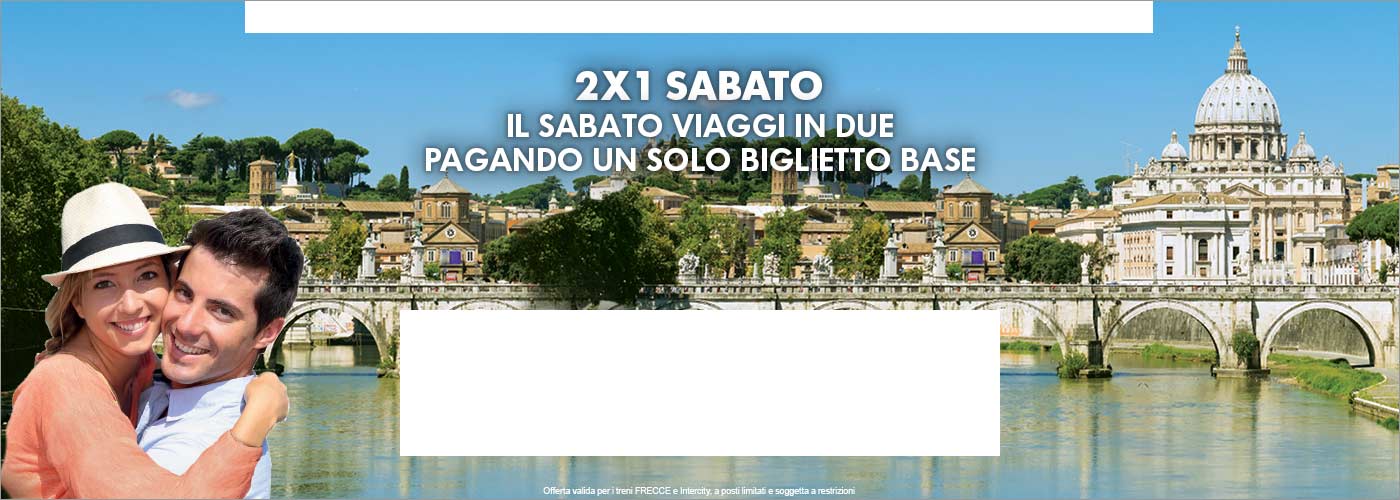 2X1 SABATO
IL SABATO VIAGGI IN DUE
PAGANDO UN SOLO BIGLIETTO BASE
Offerta valida per i treni FRECCE e Intercity, a posti limitati e soggetta a restrizioni